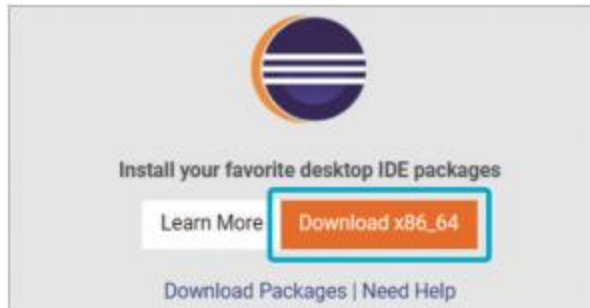 Install your favorite desktop IDE packages
Learn More Download x86_64
Download Packages | Need Help